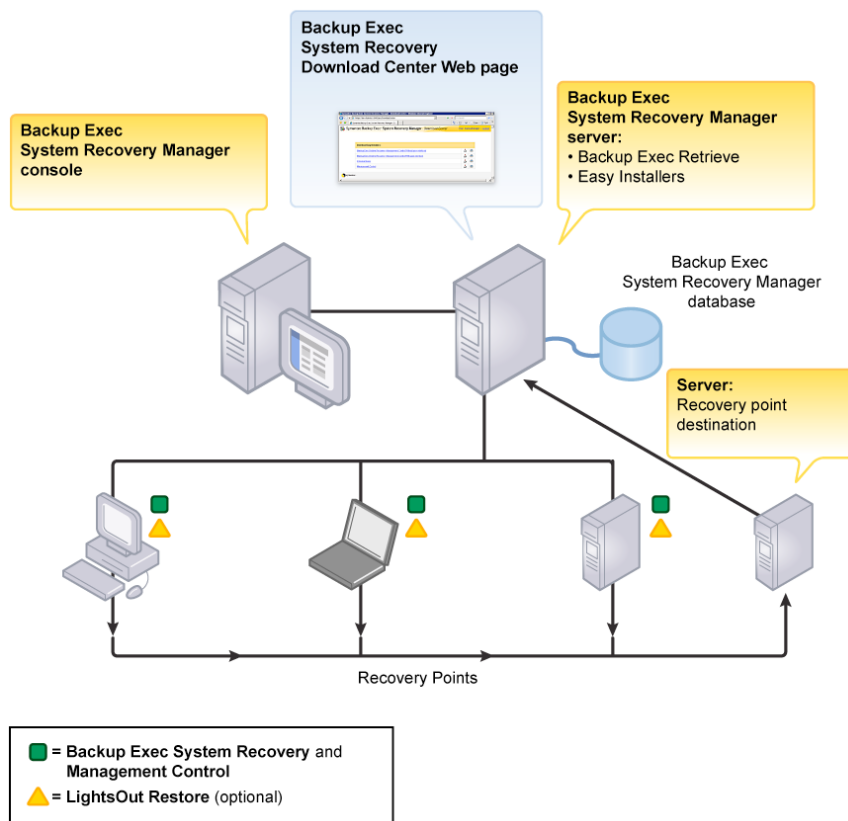 Backup Exec
System Recovery
Download Center Web page
Backup Exec
System Recovery Manager
console
Backup Exec
System Recovery Manager
server:
• Backup Exec Retrieve
• Easy Installers
Backup Exec
System Recovery Manager
database
Server:
Recovery point
destination
Recovery Points
= Backup Exec System Recovery and
Management Control
= LightsOut Restore (optional)